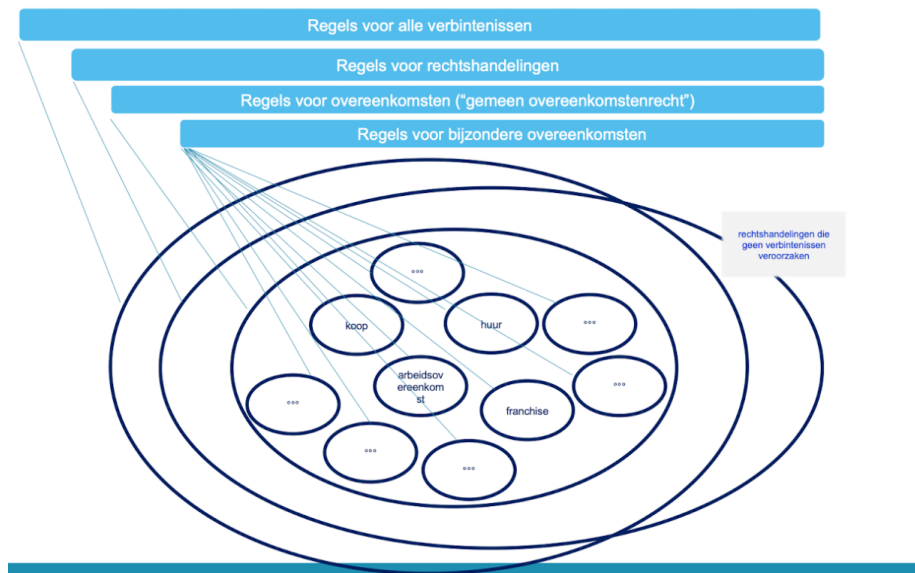 Regels voor alle verbintenissen
Regels voor rechtshandelingen
Regels voor overeenkomsten (“gemeen overeenkomstenrecht”)
Regels voor bijzondere overeenkomsten
rechtshandelingen die
geen verbintenissen
veroorzaken
°°°
koop
huur
°°°
arbeidsov
ereenkom
st
°°°
°°°
franchise
°°°
°°°